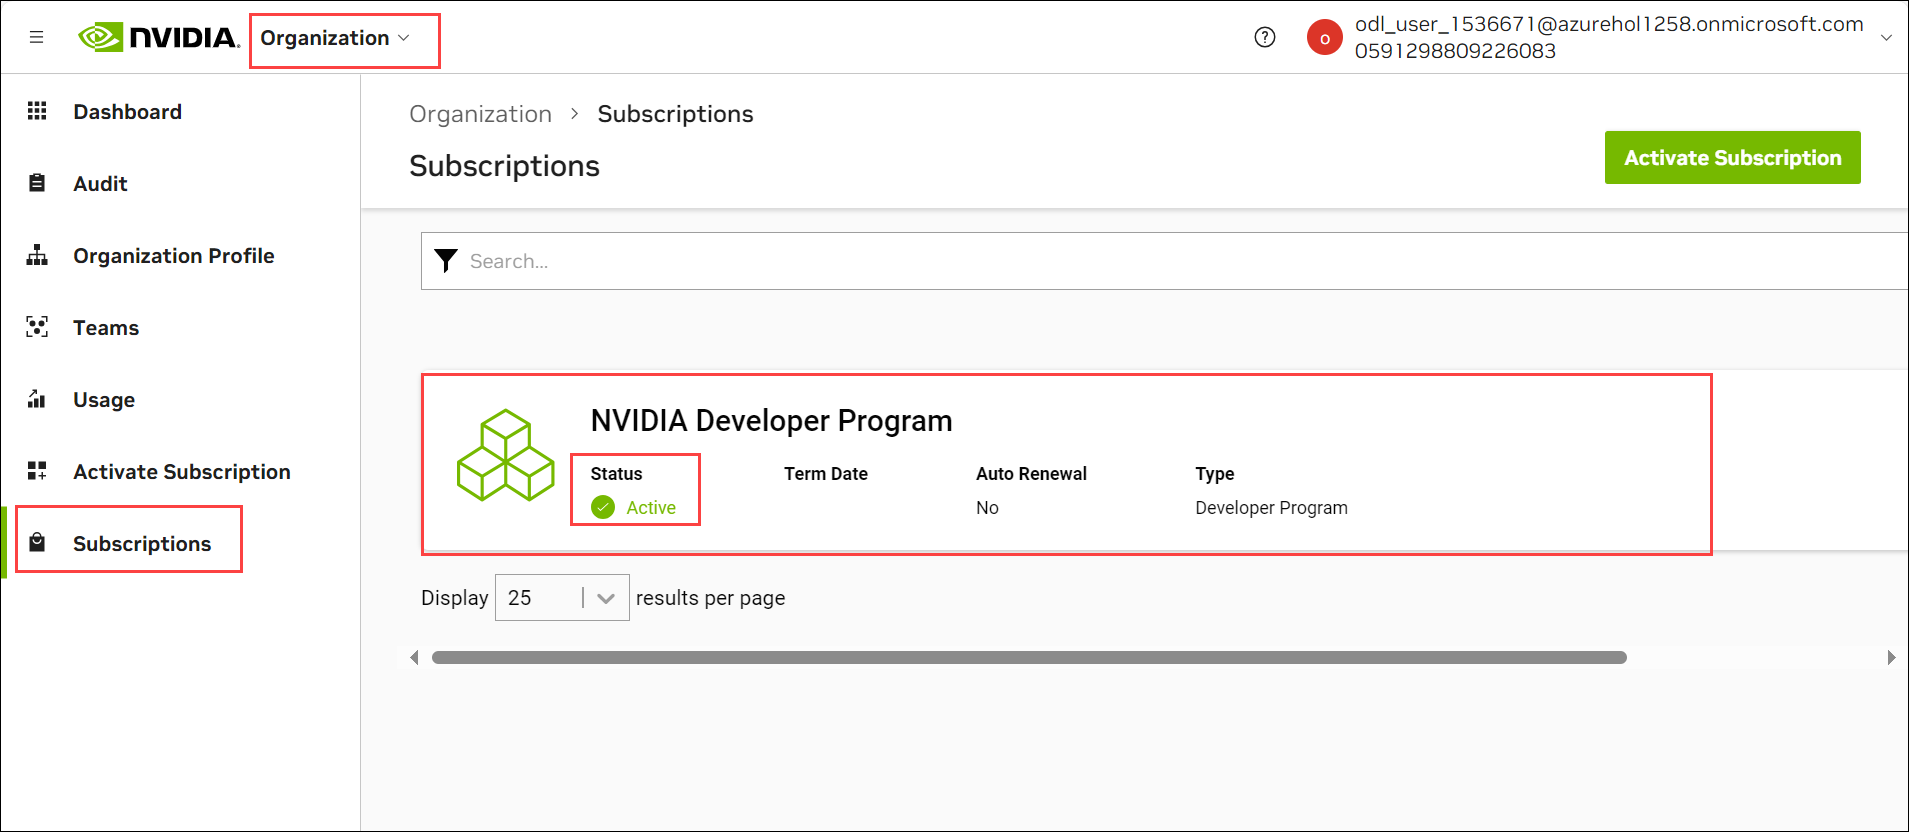 NVIDIA.
Organization
odl_user_1536671@azurehol1258.onmicrosoft.com
o
0591298809226083
Dashboard
Audit
Organization Profile
Teams
Usage
Activate Subscription
Subscriptions
Organization > Subscriptions
Subscriptions
Activate Subscription
Search...
NVIDIA Developer Program
Status Term Date Auto Renewal Type
Active No Developer Program
Display 25 results per page